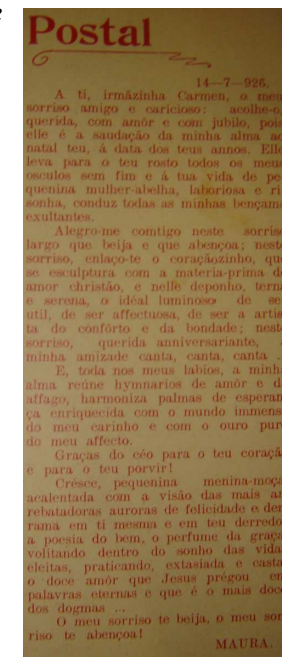 Postal
14—7—926.
A ti, irmãzinha Carmen, o meu
sorriso amigo e caricioso: acolhe-o,
querida, com amôr e com jubilo, pois
elle é a saudação da minha alma ao
natal teu, á data dos teus annos. Elle
leva para o teu rosto todos os meus
osculos sem fim e á tua vida de pe-
quenina mulher-abelha, laboriosa e ri-
sonha, conduz todas as minhas bençams
exultantes.
Alegro-me comtigo neste sorriso
largo que beija e que abençoa; neste
sorriso, enlaço-te o coraçãozinho, que
se esculptura com a materia-prima do
amor christão, e nelle deponho, terna
e serena, o idéal luminoso de ser
util, de ser affectuosa, de ser a artis-
ta do confôrto e da bondade; neste
sorriso, querida anniversariante, a
minha amizade canta, canta, canta
E, toda nos meus labios, a minha
alma reúne hymnarios de amôr e de
affago, harmoniza palmas de esperan-
ça enriquecida com o mundo immenso
do meu carinho e com o ouro puro
do meu affecto.
Graças do céo para o teu coração
e para o teu porvir!
Crésce, pequenina menina-moça
acalentada com a visão das mais ar-
rebatadoras auroras de felicidade e der-
rama em ti mesma e em teu derredor
a poesia do bem, o perfume da graça
volitando dentro do sonho das vidas
eleitas, praticando, extasiada e casta,
o doce amôr que Jesus prégou em
palavras eternas e que é o mais doce
dos dogmas ...
O meu sorriso te beija, o meu sor-
riso te abençoa!
MAURA.